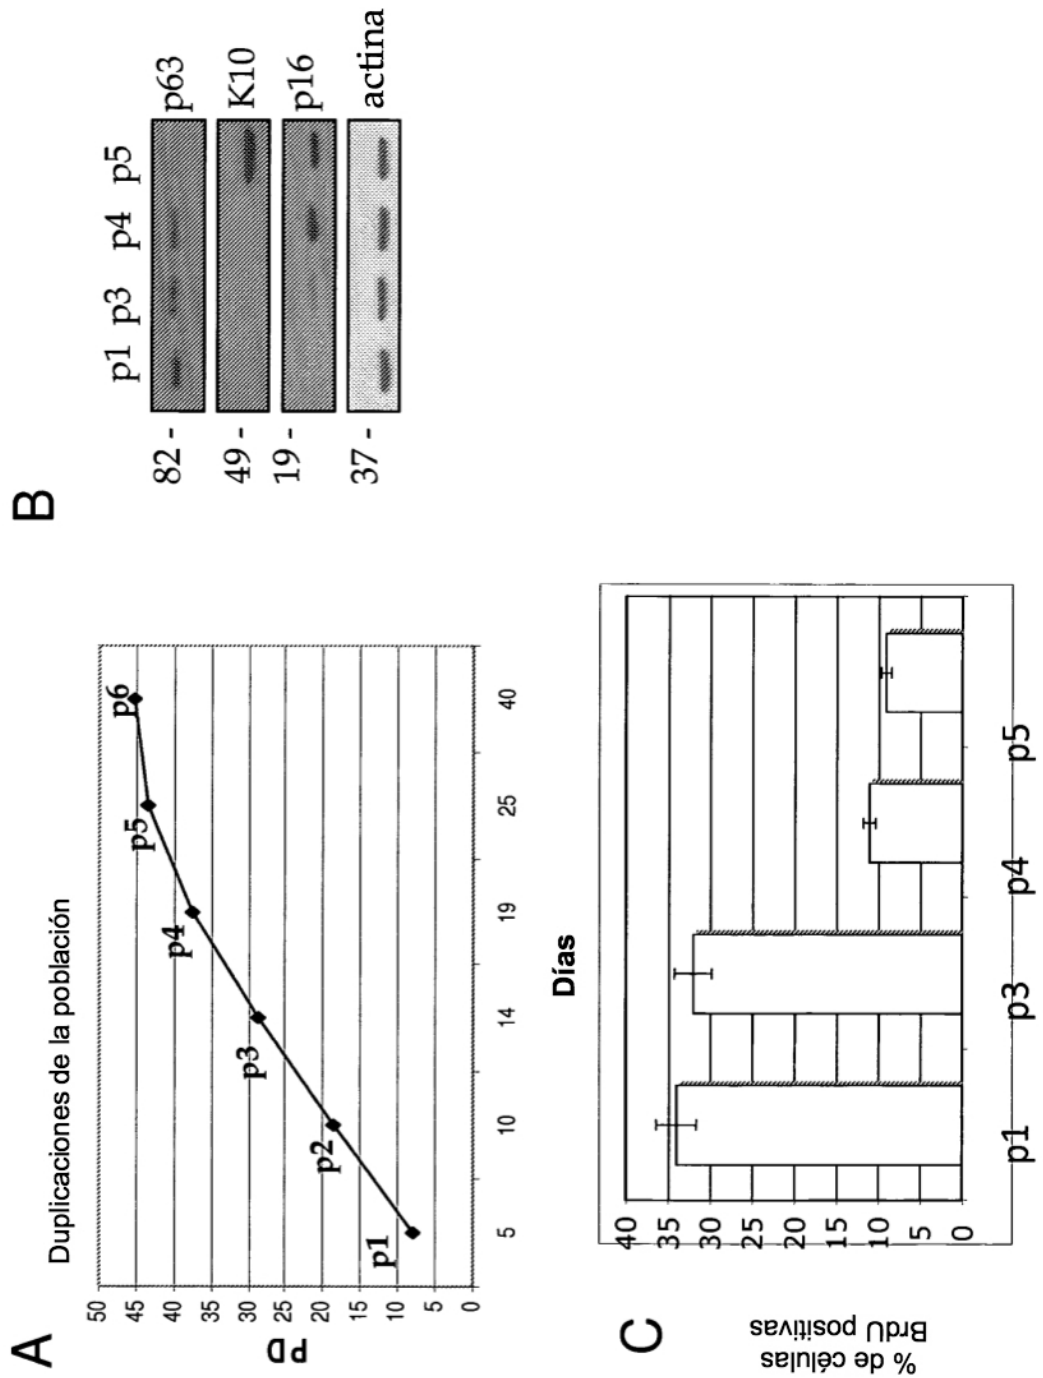 A
Duplicaciones de la población
PD
50
45
40
35
30
25
20
15
10
5
0
p1
p2
p3
p4
p5
p6
5
10
14
19
25
40
Días
B
p1 p3 p4 p5
82 - p63
49 - K10
19 - p16
37 - actina
C
% de células
BrdU positivas
40
35
30
25
20
15
10
5
0
p1 p3 p4 p5